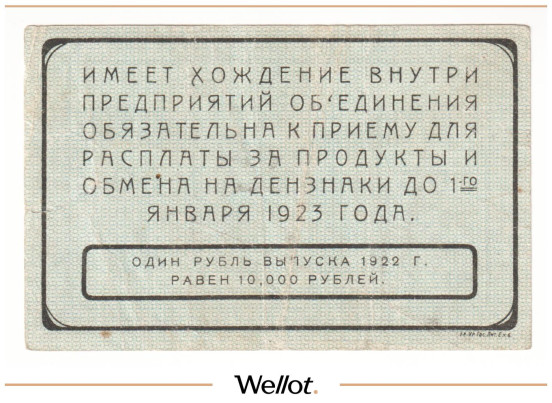 ИМЕЕТ ХОЖДЕНИЕ ВНУТРИ
ПРЕДПРИЯТИЙ ОБ'ЕДИНЕНИЯ
ОБЯЗАТЕЛЬНА К ПРИЕМУ ДЛЯ
РАСПЛАТЫ ЗА ПРОДУКТЫ И
ОБМЕНА НА ДЕНЗНАКИ ДО 1-ГО
ЯНВАРЯ 1923 ГОДА.
ОДИН РУБЛЬ ВЫПУСКА 1922 Г.
РАВЕН 10,000 РУБЛЕЙ.
Wellot.